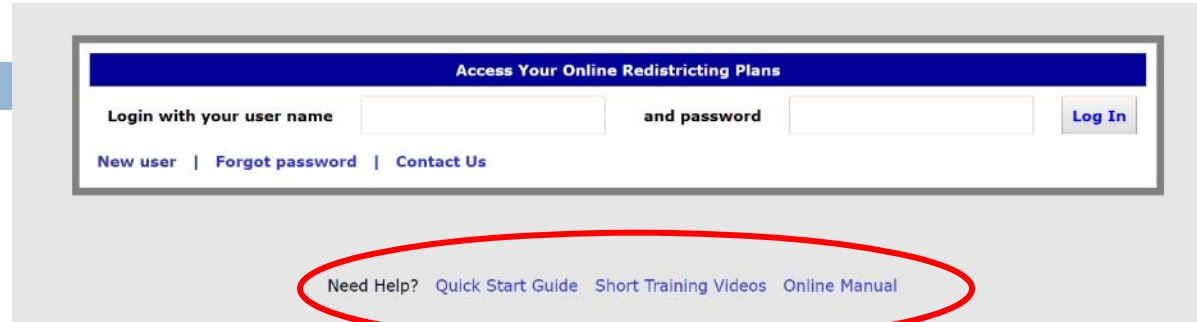 Access Your Online Redistricting Plans
Login with your user name and password Log In
New user | Forgot password | Contact Us
Need Help? Quick Start Guide Short Training Videos Online Manual